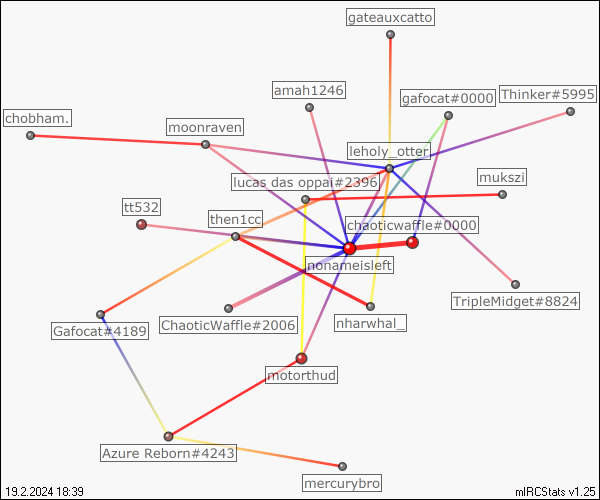 gateauxcatto
amah1246
gafocat#0000
Thinker#5995
chobham.
moonraven
leholy_otter
lucas das oppai#2396
mukszi
tt532
then1cc
chaoticwaffle#0000
nonameisleft
ChaoticWaffle#2006
nharwhal_
TripleMidget#8824
Gafocat#4189
motorthud
Azure Reborn#4243
mercurybro
19.2.2024 18:39
mIRCStats v1.25